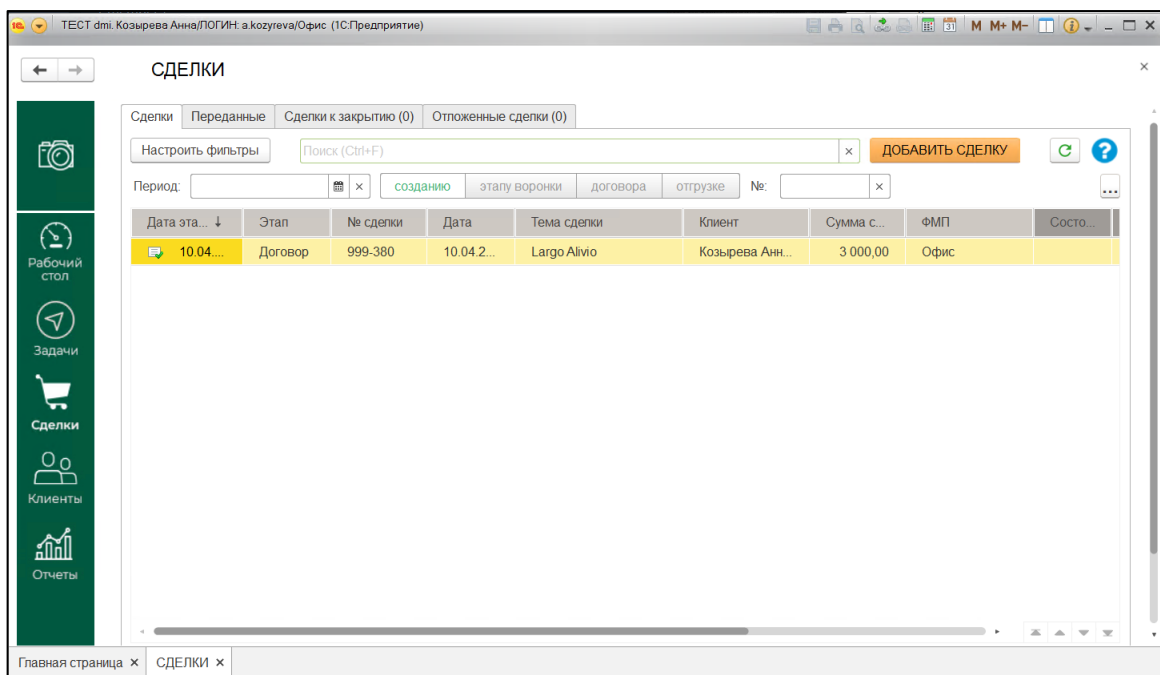 ТЕСТ dmi. Козырева Анна/ЛОГИН: a.kozyreva/Офис (1С:Предприятие)
31 M M+ M-
СДЕЛКИ
Сделки Переданные Сделки к закрытию (0) Отложенные сделки (0)
Настроить фильтры Поиск (Ctrl+F) × ДОБАВИТЬ СДЕЛКУ ?
Период: × созданию этапу воронки договора отгрузке №: × ...
Дата эта... ↓ Этап № сделки Дата Тема сделки Клиент Сумма с... ФМП Состо...
10.04.... Договор 999-380 10.04.2... Largo Alivio Козырева Анн... 3 000,00 Офис
Рабочий
стол
Задачи
Сделки
Клиенты
Отчеты
Главная страница × СДЕЛКИ ×